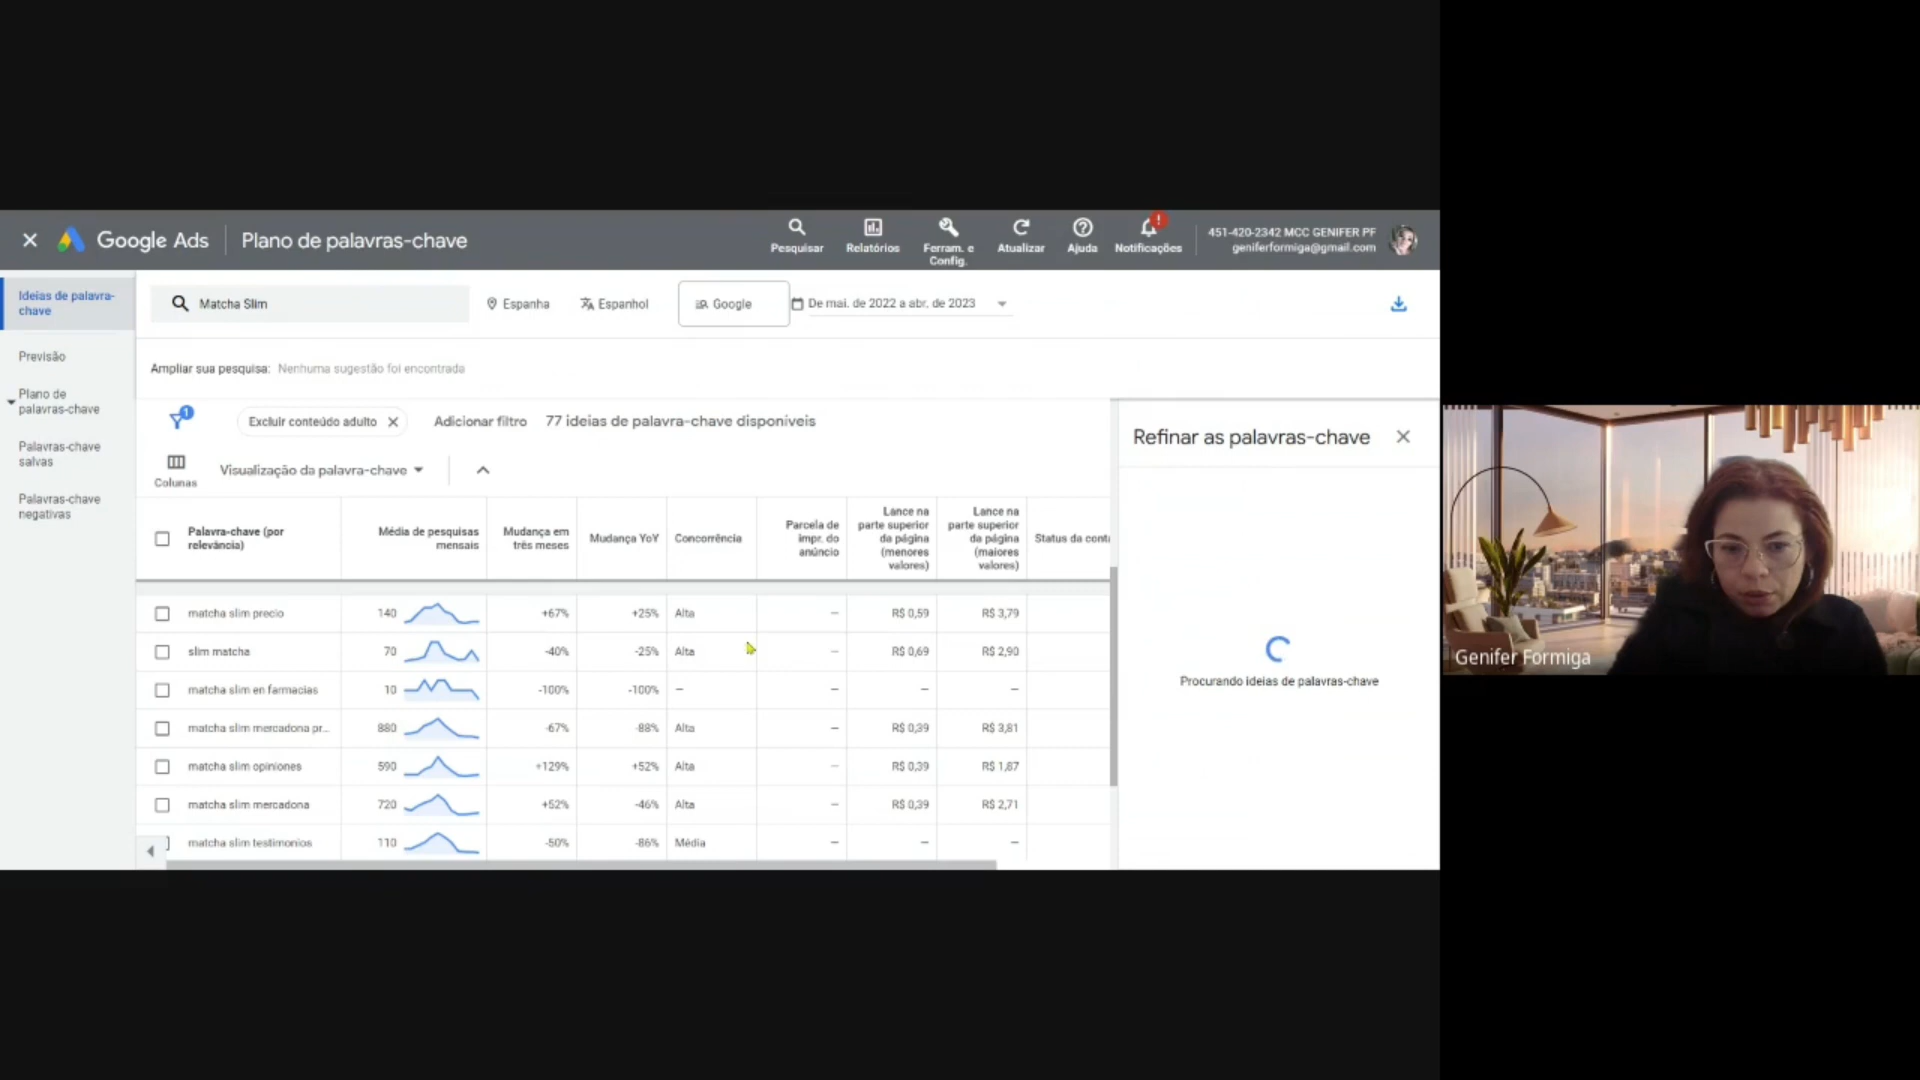 Google Ads
Plano de palavras-chave
Pesquisar
Relatórios
Ferram. e
Config.
Atualizar
Ajuda
!
Notificações
451-420-2342 MCC GENIFER PF
geniferformiga@gmail.com
Ideias de palavra-
chave
Previsão
Plano de
palavras-chave
Palavras-chave
salvas
Palavras-chave
negativas
Matcha Slim
Espanha
Espanhol
Google
De mai. de 2022 a abr. de 2023
Ampliar sua pesquisa: Nenhuma sugestão foi encontrada
1
Excluir conteúdo adulto
Adicionar filtro
77 ideias de palavra-chave disponíveis
Colunas
Visualização da palavra-chave
Palavra-chave (por
relevância)
Média de pesquisas
mensais
Mudança em
três meses
Mudança YoY
Concorrência
Parcela de
impr. do
anúncio
Lance na
parte superior
da página
(menores
valores)
Lance na
parte superior
da página
(maiores
valores)
Status da conta
matcha slim precio 140 +67% +25% Alta – R$ 0,59 R$ 3,79
slim matcha 70 -40% -25% Alta – R$ 0,69 R$ 2,90
matcha slim en farmacias 10 -100% -100% – – – –
matcha slim mercadona pr... 880 -67% -88% Alta – R$ 0,39 R$ 3,81
matcha slim opiniones 590 +129% +52% Alta – R$ 0,39 R$ 1,87
matcha slim mercadona 720 +52% -46% Alta – R$ 0,39 R$ 2,71
matcha slim testimonios 110 -50% -86% Média – – –
Refinar as palavras-chave
Procurando ideias de palavras-chave
Genifer Formiga